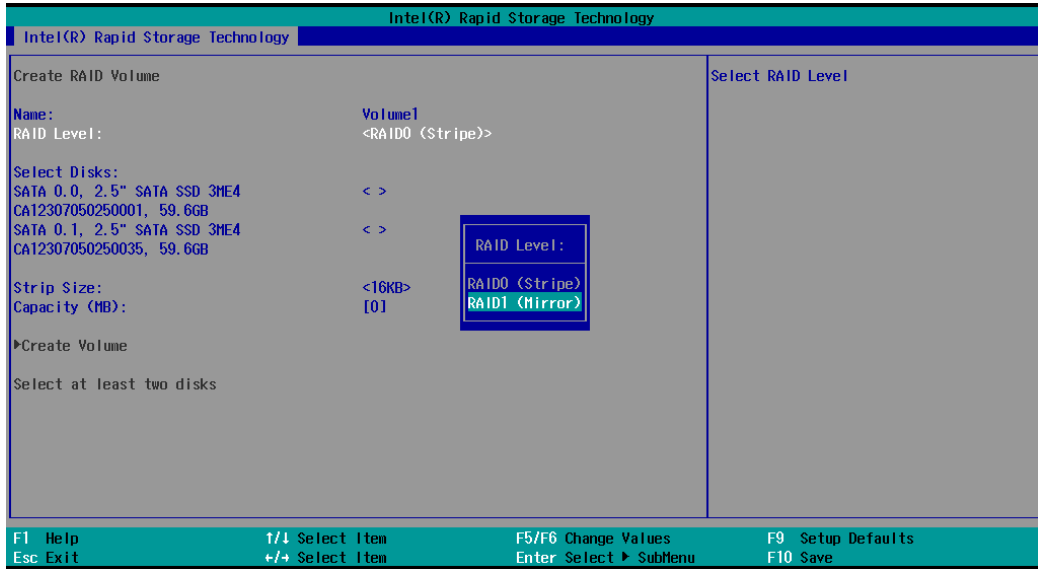 Intel(R) Rapid Storage Technology
Intel(R) Rapid Storage Technology
Create RAID Volume
Select RAID Level
Name: Volume1
RAID Level: <RAID0 (Stripe)>
Select Disks:
SATA 0.0, 2.5" SATA SSD 3ME4 < >
CA12307050250001, 59.6GB
SATA 0.1, 2.5" SATA SSD 3ME4 < >
CA12307050250035, 59.6GB
RAID Level:
RAID0 (Stripe)
RAID1 (Mirror)
Strip Size: <16KB>
Capacity (MB): [0]
▶Create Volume
Select at least two disks
F1 Help ↑/↓ Select Item F5/F6 Change Values F9 Setup Defaults
Esc Exit ←/→ Select Item Enter Select ▶ SubMenu F10 Save